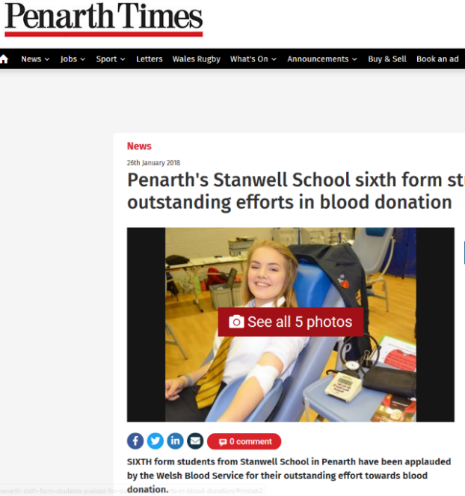 Penarth Times
News Jobs Sport Letters Wales Rugby What's On Announcements Buy & Sell Book an ad
News
26th January 2018
Penarth's Stanwell School sixth form
outstanding efforts in blood donation
See all 5 photos
0 comment
SIXTH form students from Stanwell School in Penarth have been applauded
by the Welsh Blood Service for their outstanding effort towards blood
donation.